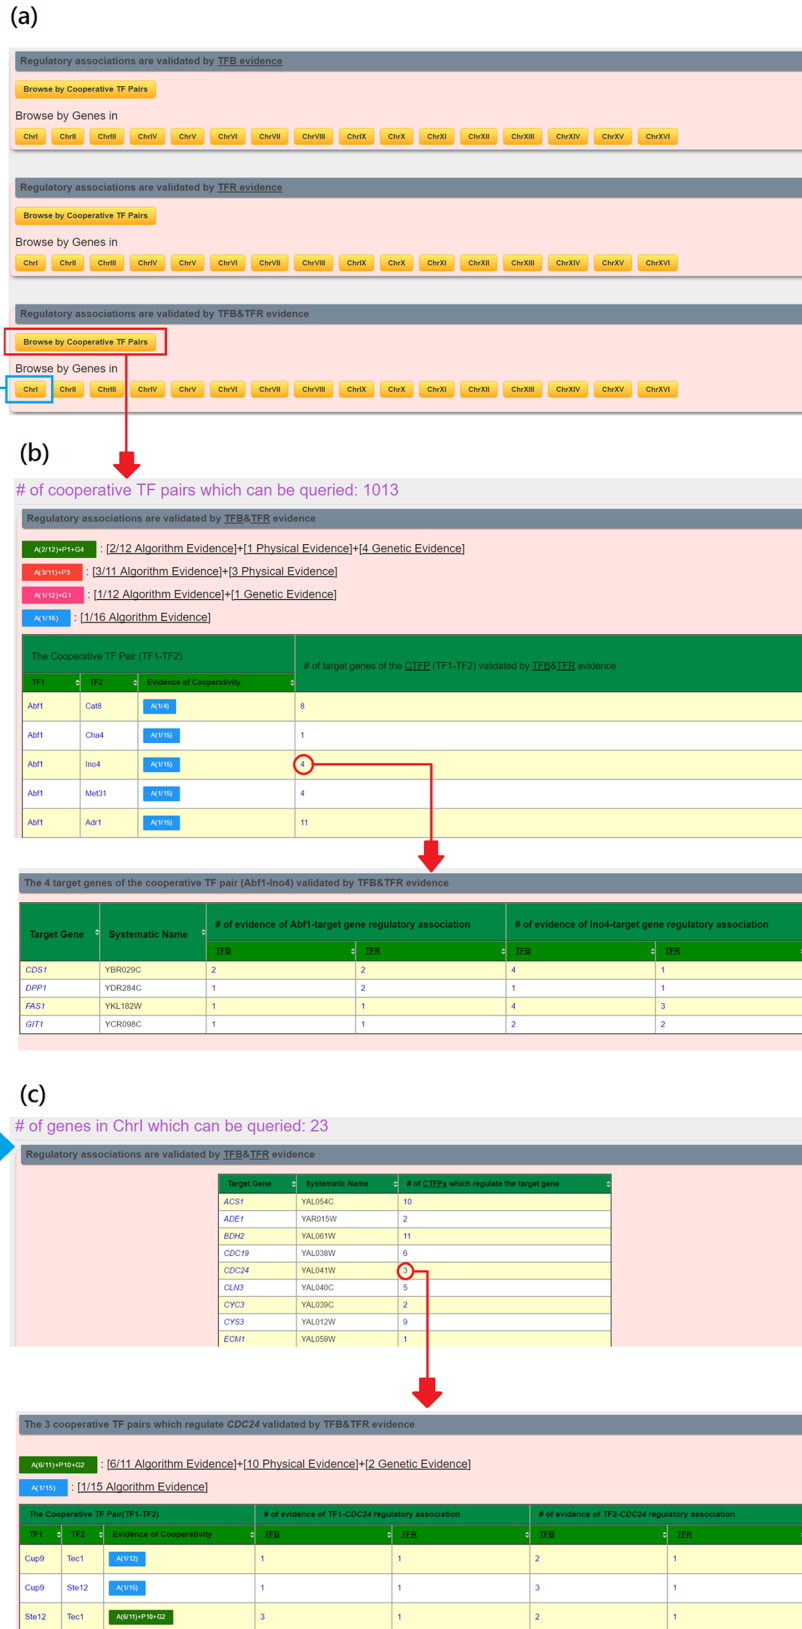 (a)
Regulatory associations are validated by TFB evidence
Browse by Cooperative TF Pairs
Browse by Genes in
ChrI ChrII ChrIII ChrIV ChrV ChrVI ChrVII ChrVIII ChrIX ChrX ChrXI ChrXII ChrXIII ChrXIV ChrXV ChrXVI
Regulatory associations are validated by TFR evidence
Browse by Cooperative TF Pairs
Browse by Genes in
ChrI ChrII ChrIII ChrIV ChrV ChrVI ChrVII ChrVIII ChrIX ChrX ChrXI ChrXII ChrXIII ChrXIV ChrXV ChrXVI
Regulatory associations are validated by TFB&TFR evidence
Browse by Cooperative TF Pairs
Browse by Genes in
ChrI ChrII ChrIII ChrIV ChrV ChrVI ChrVII ChrVIII ChrIX ChrX ChrXI ChrXII ChrXIII ChrXIV ChrXV ChrXVI
(b)
# of cooperative TF pairs which can be queried: 1013
Regulatory associations are validated by TFB&TFR evidence
A(2/12)+P1+G4 : [2/12 Algorithm Evidence]+[1 Physical Evidence]+[4 Genetic Evidence]
A(3/11)+P3 : [3/11 Algorithm Evidence]+[3 Physical Evidence]
A(1/12)+G1 : [1/12 Algorithm Evidence]+[1 Genetic Evidence]
A(1/16) : [1/16 Algorithm Evidence]
The Cooperative TF Pair (TF1-TF2) # of target genes of the CTFP (TF1-TF2) validated by TFB&TFR evidence
TF1 TF2 Evidence of Cooperativity
Abf1 Cat8 A(1/4) 8
Abf1 Cha4 A(1/15) 1
Abf1 Ino4 A(1/15) 4
Abf1 Met31 A(1/15) 4
Abf1 Adr1 A(1/15) 11
The 4 target genes of the cooperative TF pair (Abf1-Ino4) validated by TFB&TFR evidence
Target Gene Systematic Name # of evidence of Abf1-target gene regulatory association # of evidence of Ino4-target gene regulatory association
TFB TFR TFB TFR
CDS1 YBR029C 2 2 4 1
DPP1 YDR284C 1 2 1 1
FAS1 YKL182W 1 1 4 3
GIT1 YCR098C 1 1 2 2
(c)
# of genes in ChrI which can be queried: 23
Regulatory associations are validated by TFB&TFR evidence
Target Gene Systematic Name # of CTFPs which regulate the target gene
ACS1 YAL054C 10
ADE1 YAR015W 2
BDH2 YAL061W 11
CDC19 YAL038W 6
CDC24 YAL041W 3
CLN3 YAL040C 5
CYC3 YAL039C 2
CYS3 YAL012W 9
ECM1 YAL059W 1
The 3 cooperative TF pairs which regulate CDC24 validated by TFB&TFR evidence
A(6/11)+P10+G2 : [6/11 Algorithm Evidence]+[10 Physical Evidence]+[2 Genetic Evidence]
A(1/15) : [1/15 Algorithm Evidence]
The Cooperative TF Pair(TF1-TF2) # of evidence of TF1-CDC24 regulatory association # of evidence of TF2-CDC24 regulatory association
TF1 TF2 Evidence of Cooperativity TFB TFR TFB TFR
Cup9 Tec1 A(1/12) 1 1 2 1
Cup9 Ste12 A(1/15) 1 1 3 1
Ste12 Tec1 A(6/11)+P10+G2 3 1 2 1